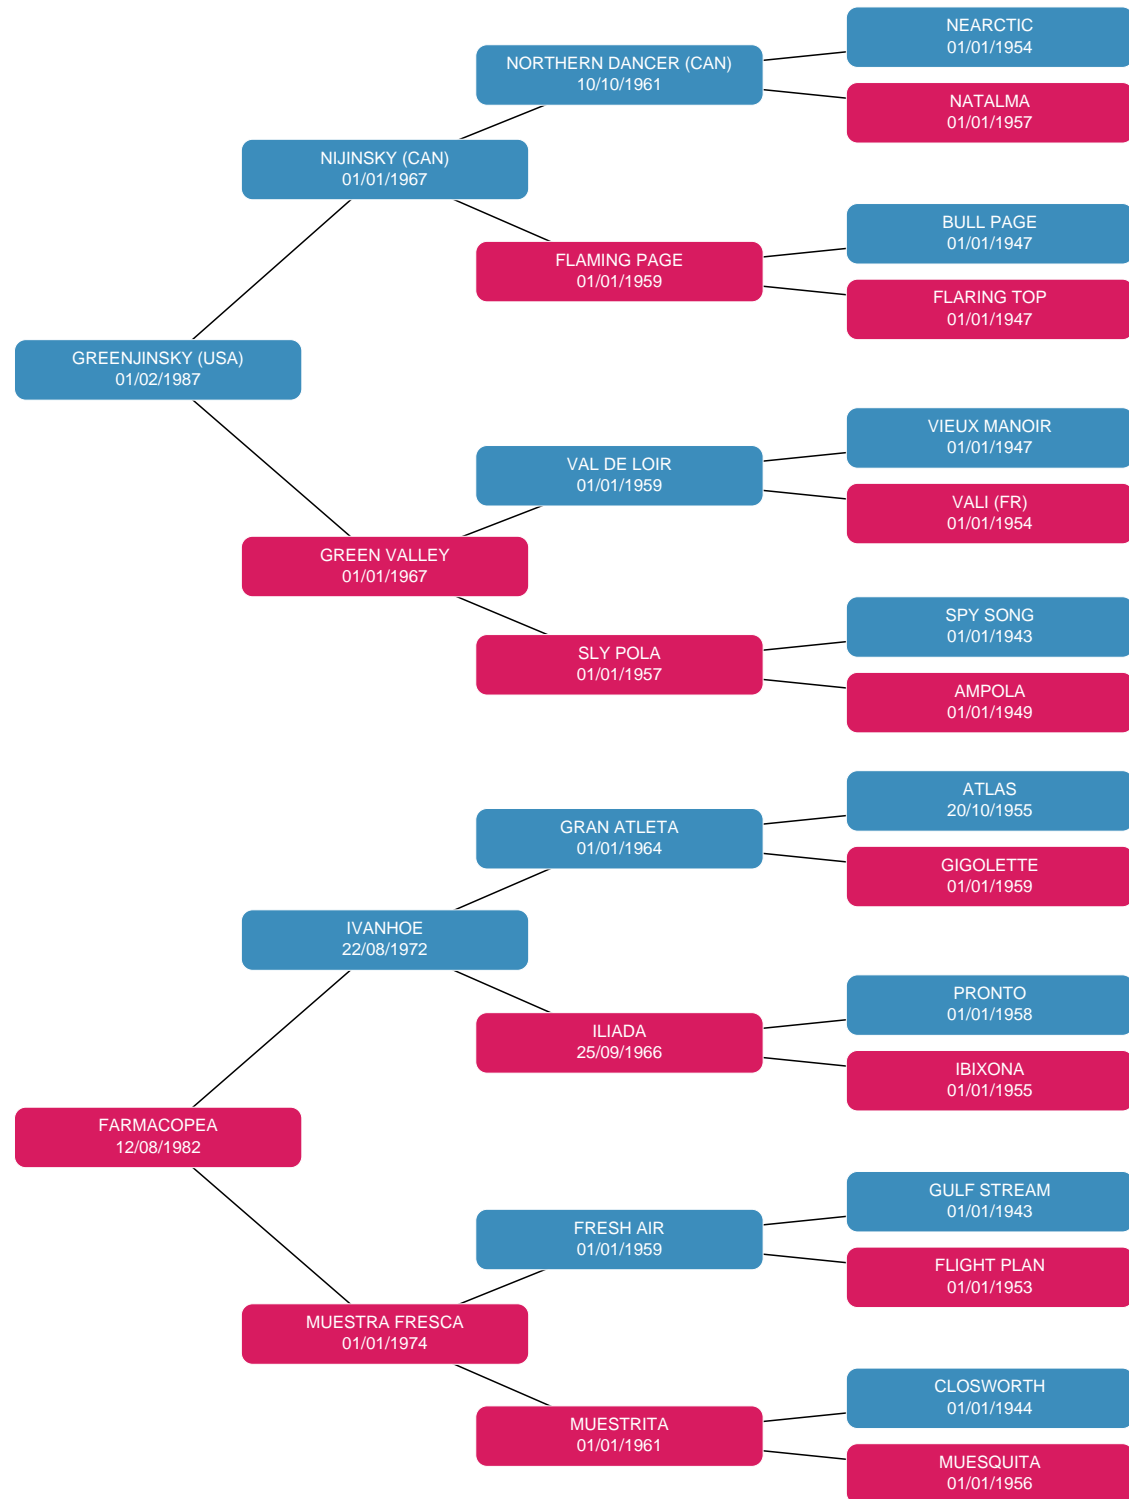 NEARCTIC
01/01/1954
NORTHERN DANCER (CAN)
10/10/1961
NATALMA
01/01/1957
NIJINSKY (CAN)
01/01/1967
BULL PAGE
01/01/1947
FLAMING PAGE
01/01/1959
FLARING TOP
01/01/1947
GREENJINSKY (USA)
01/02/1987
VIEUX MANOIR
01/01/1947
VAL DE LOIR
01/01/1959
VALI (FR)
01/01/1954
GREEN VALLEY
01/01/1967
SPY SONG
01/01/1943
SLY POLA
01/01/1957
AMPOLA
01/01/1949
ATLAS
20/10/1955
GRAN ATLETA
01/01/1964
GIGOLETTE
01/01/1959
IVANHOE
22/08/1972
PRONTO
01/01/1958
ILIADA
25/09/1966
IBIXONA
01/01/1955
FARMACOPEA
12/08/1982
GULF STREAM
01/01/1943
FRESH AIR
01/01/1959
FLIGHT PLAN
01/01/1953
MUESTRA FRESCA
01/01/1974
CLOSWORTH
01/01/1944
MUESTRITA
01/01/1961
MUESQUITA
01/01/1956